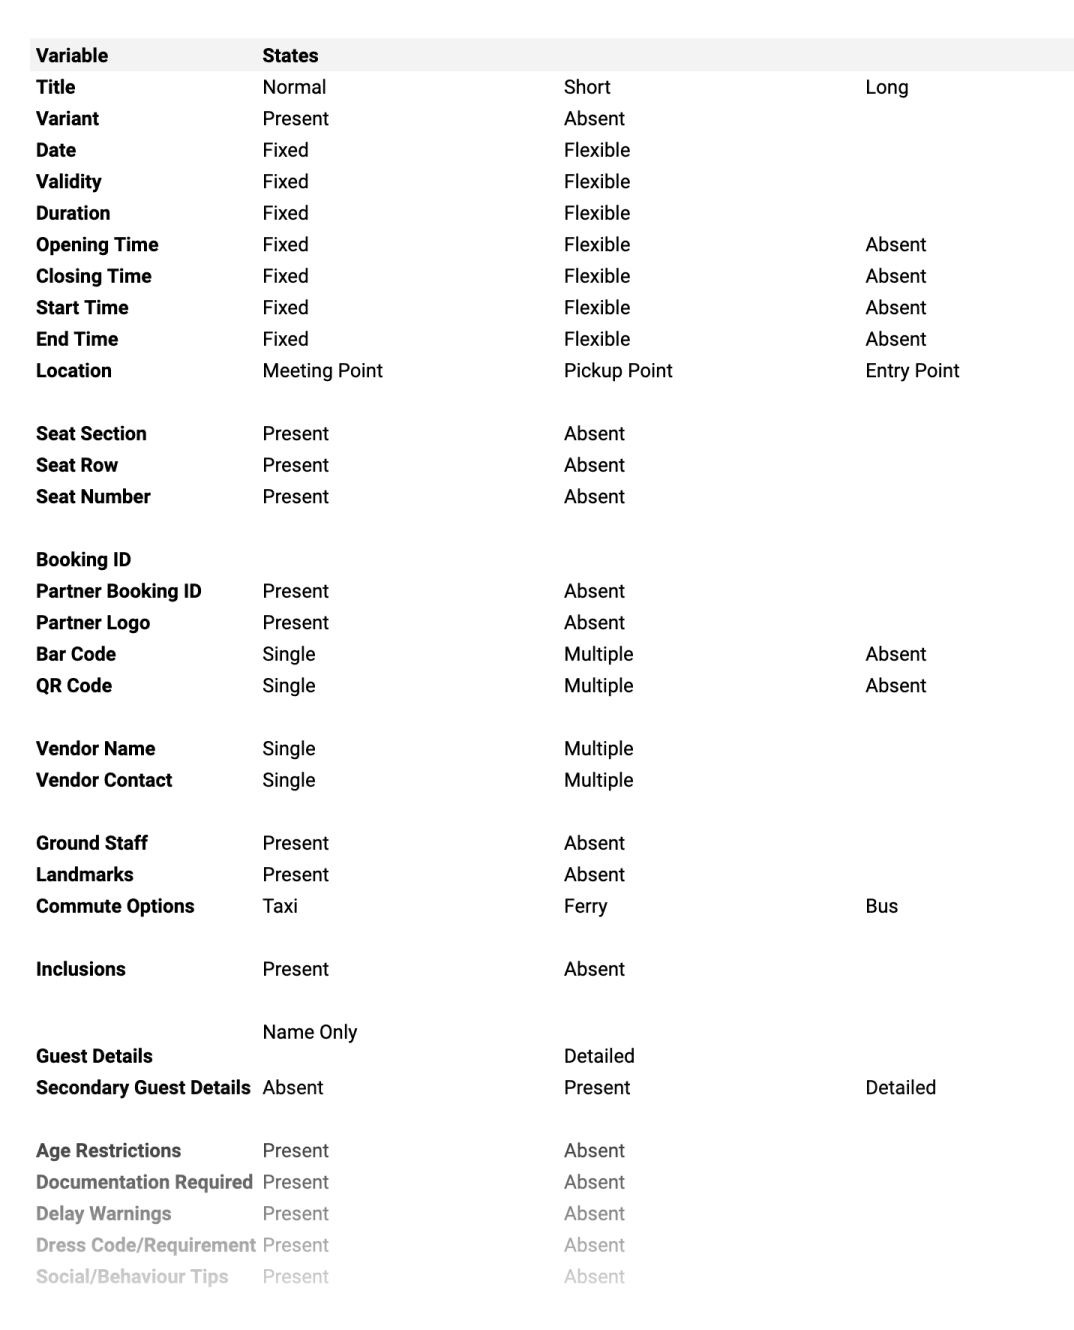 Variable States
Title Normal Short Long
Variant Present Absent
Date Fixed Flexible
Validity Fixed Flexible
Duration Fixed Flexible
Opening Time Fixed Flexible Absent
Closing Time Fixed Flexible Absent
Start Time Fixed Flexible Absent
End Time Fixed Flexible Absent
Location Meeting Point Pickup Point Entry Point
Seat Section Present Absent
Seat Row Present Absent
Seat Number Present Absent
Booking ID
Partner Booking ID Present Absent
Partner Logo Present Absent
Bar Code Single Multiple Absent
QR Code Single Multiple Absent
Vendor Name Single Multiple
Vendor Contact Single Multiple
Ground Staff Present Absent
Landmarks Present Absent
Commute Options Taxi Ferry Bus
Inclusions Present Absent
Name Only
Guest Details Detailed
Secondary Guest Details Absent Present Detailed
Age Restrictions Present Absent
Documentation Required Present Absent
Delay Warnings Present Absent
Dress Code/Requirement Present Absent
Social/Behaviour Tips Present Absent